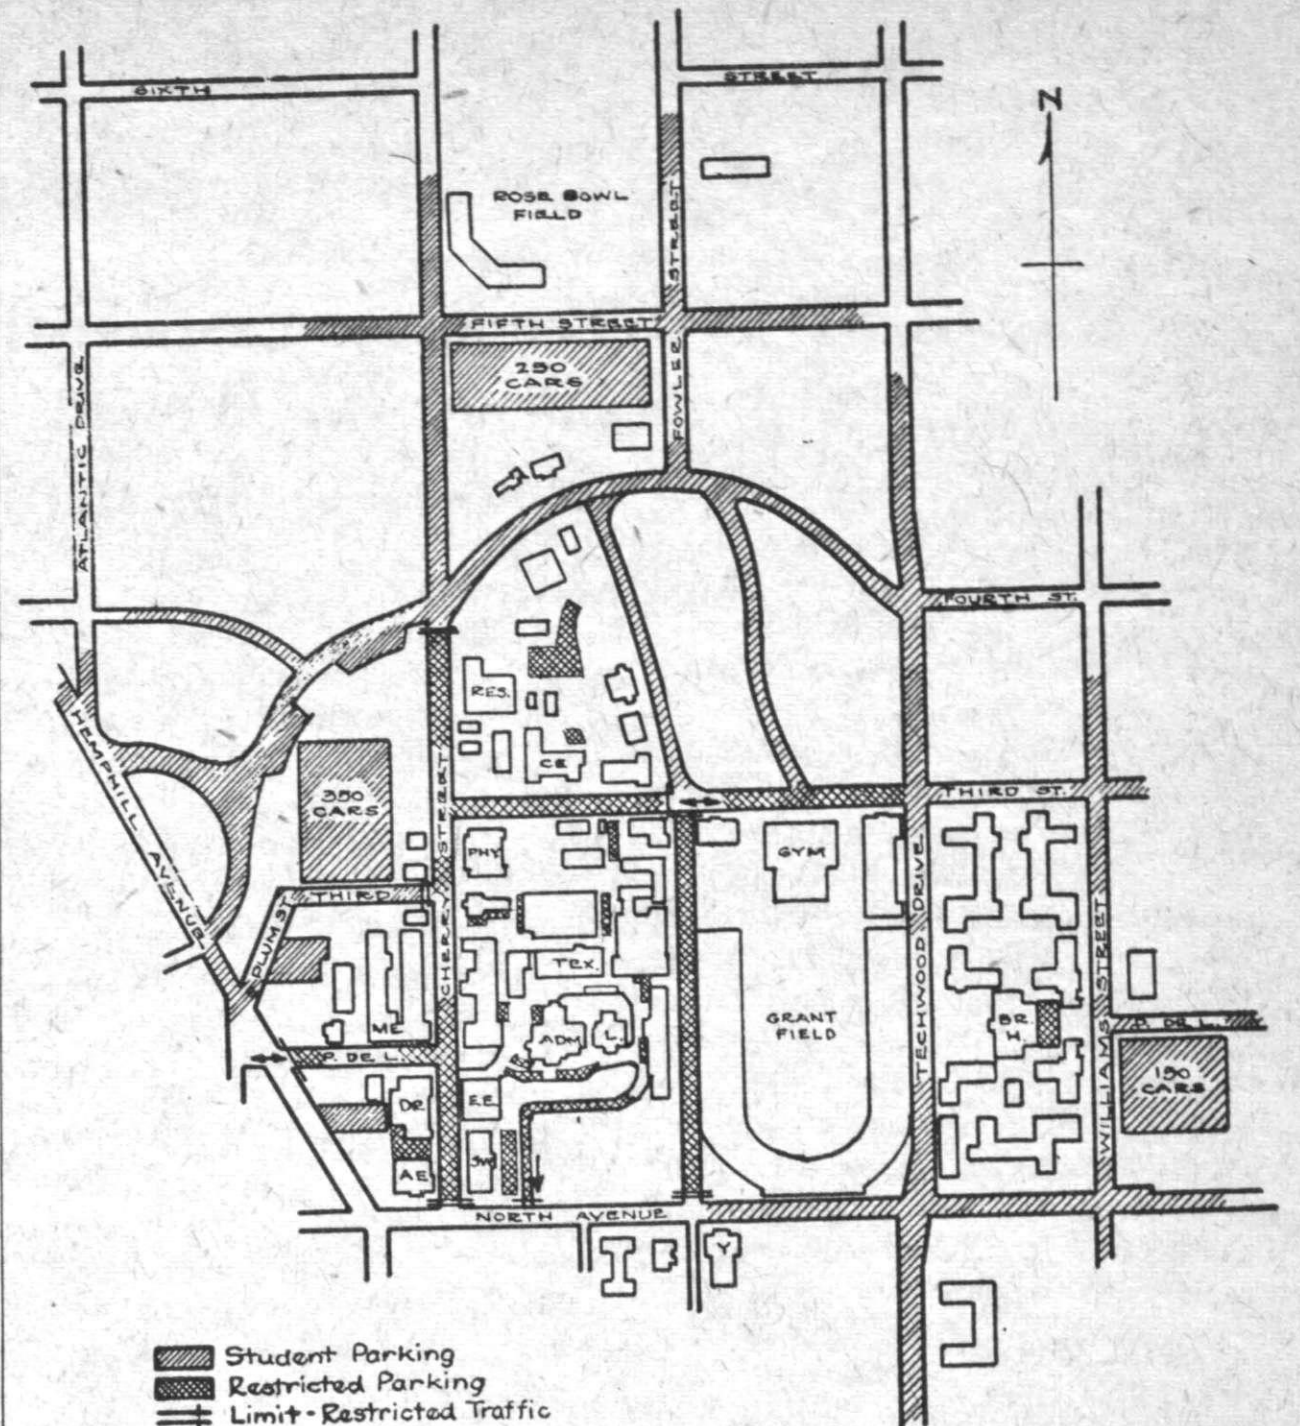 SIXTH
STREET
N
ROSE BOWL
FIELD
STREET
FIFTH STREET
250
CARS
FOWLER
ATLANTIC DRIVE
FOURTH ST.
RES.
HEMPHILL AVENUE
CE
STREET
350
CARS
THIRD ST.
PHY
GYM
THIRD
PLUM ST
CHERRY
TECHWOOD DRIVE
STREET
TEX.
ME
ADM
L
GRANT
FIELD
BR.
H
P. DE L.
P. DE L.
150
CARS
DR
EE
AE
SW
WILLIAMS
NORTH AVENUE
Y
Student Parking
Restricted Parking
Limit-Restricted Traffic